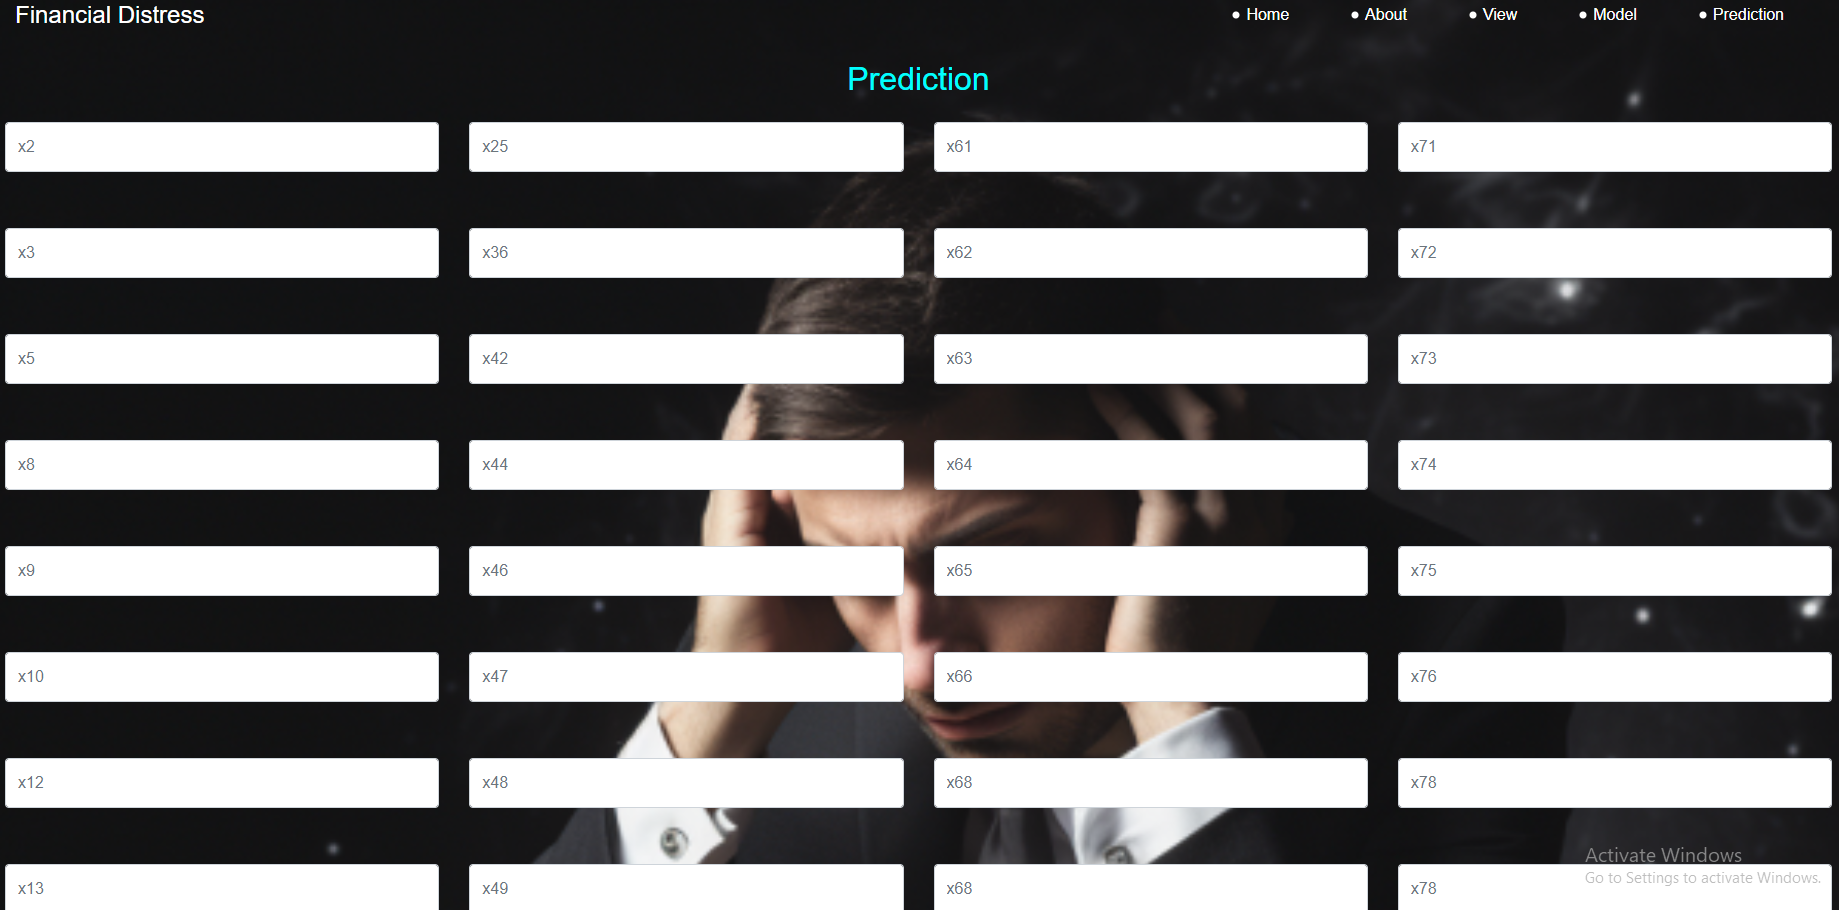 Financial Distress
Home
About
View
Model
Prediction
Prediction
x2
x25
x61
x71
x3
x36
x62
x72
x5
x42
x63
x73
x8
x44
x64
x74
x9
x46
x65
x75
x10
x47
x66
x76
x12
x48
x68
x78
x13
x49
x68
x78
Activate Windows
Go to Settings to activate Windows.